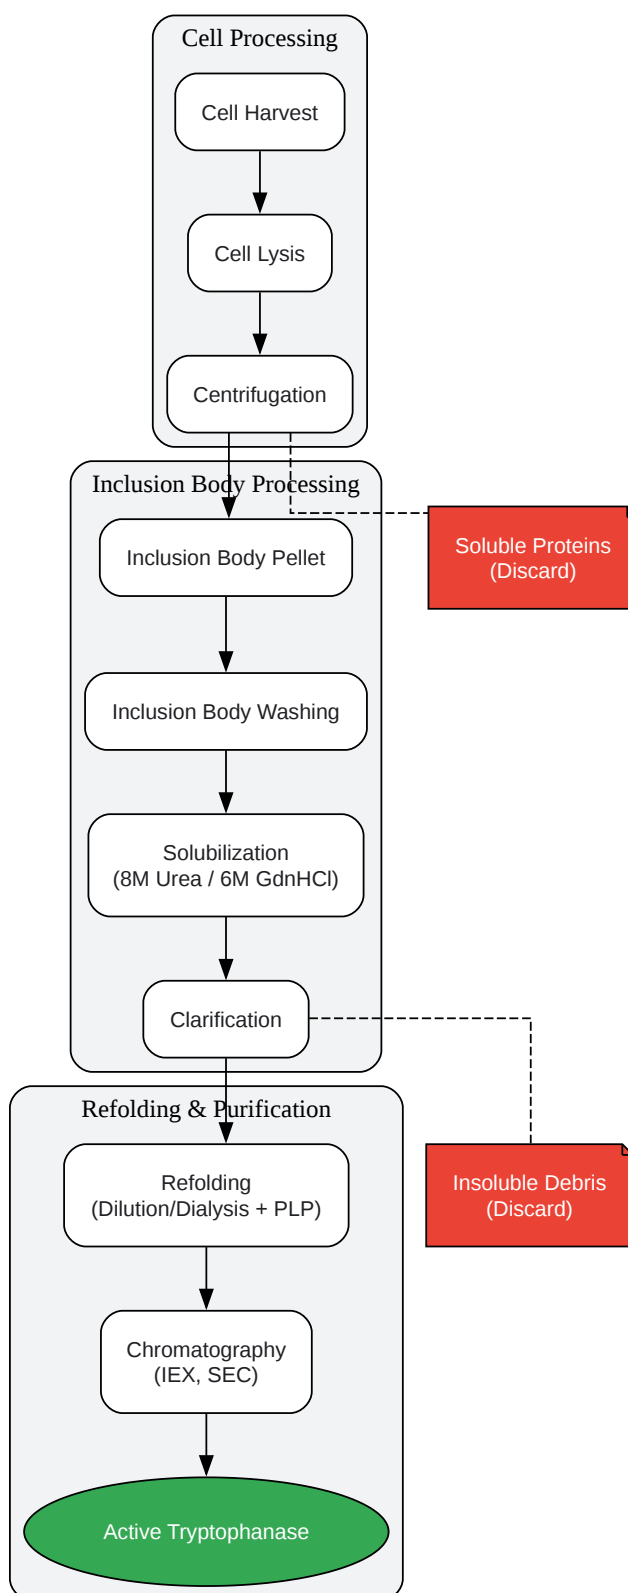 Cell Processing
Cell Harvest
Cell Lysis
Centrifugation
Inclusion Body Processing
Inclusion Body Pellet
Soluble Proteins
(Discard)
Inclusion Body Washing
Solubilization
(8M Urea / 6M GdnHCl)
Clarification
Refolding & Purification
Refolding
(Dilution/Dialysis + PLP)
Insoluble Debris
(Discard)
Chromatography
(IEX, SEC)
Active Tryptophanase